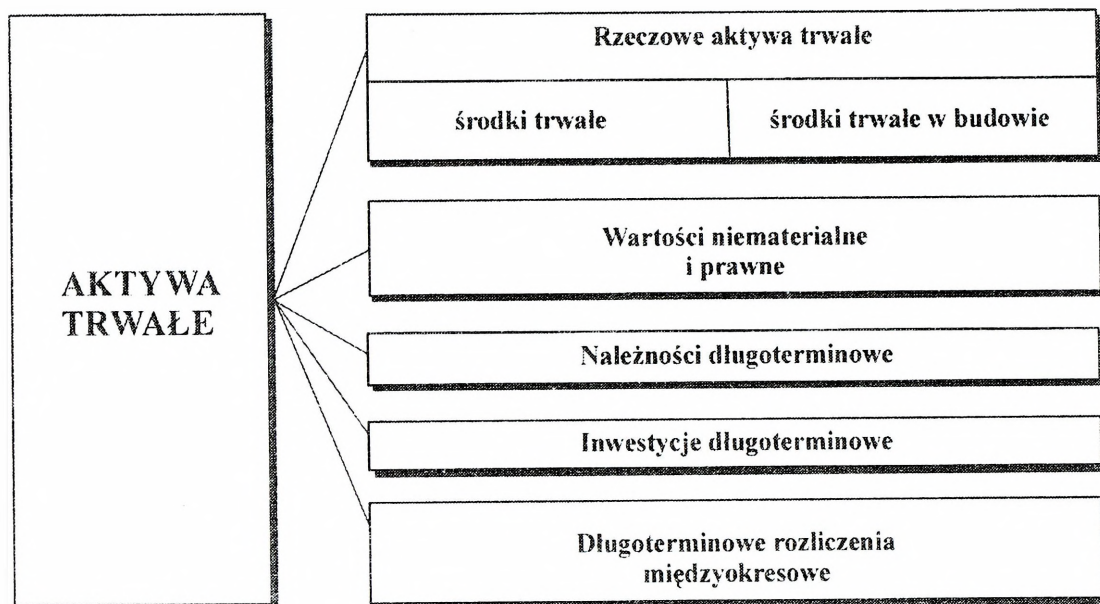 AKTYWA
TRWAŁE
Rzeczowe aktywa trwałe
środki trwałe
środki trwałe w budowie
Wartości niematerialne
i prawne
Należności długoterminowe
Inwestycje długoterminowe
Długoterminowe rozliczenia
międzyokresowe